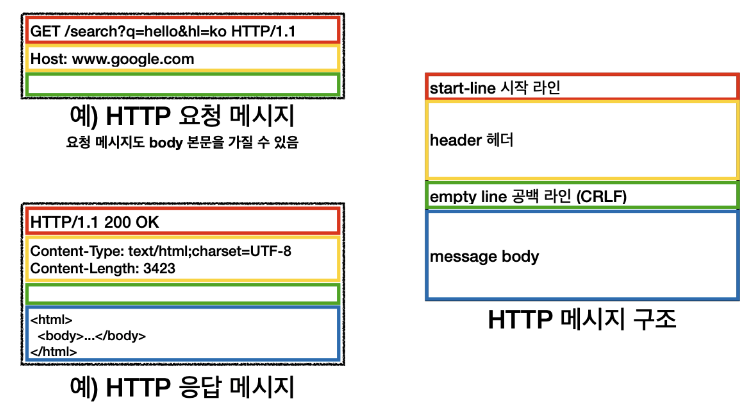 GET /search?q=hello&hl=ko HTTP/1.1
Host: www.google.com
예) HTTP 요청 메시지
요청 메시지도 body 본문을 가질 수 있음
HTTP/1.1 200 OK
Content-Type: text/html;charset=UTF-8
Content-Length: 3423
<html>
<body>...</body>
</html>
예) HTTP 응답 메시지
start-line 시작 라인
header 헤더
empty line 공백 라인 (CRLF)
message body
HTTP 메시지 구조